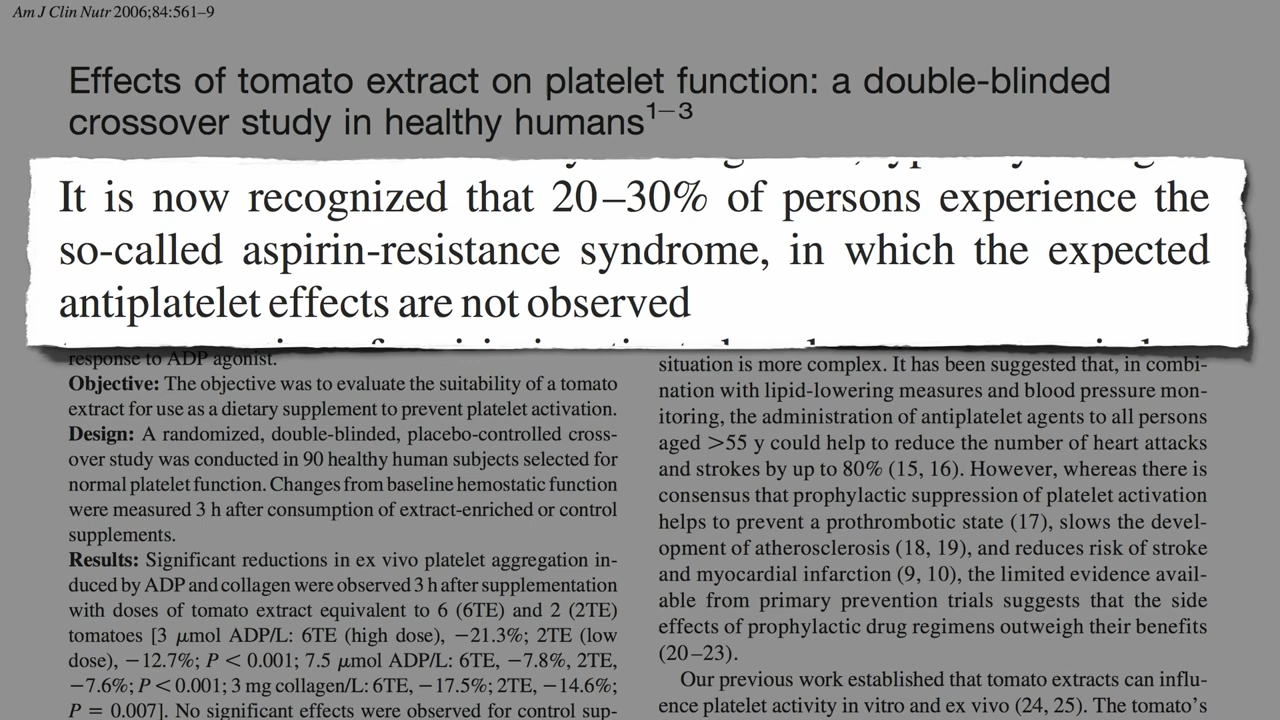 Am J Clin Nutr 2006;84:561–9
Effects of tomato extract on platelet function: a double-blinded
crossover study in healthy humans1–3
It is now recognized that 20–30% of persons experience the
so-called aspirin-resistance syndrome, in which the expected
antiplatelet effects are not observed
response to ADP agonist.
Objective: The objective was to evaluate the suitability of a tomato
extract for use as a dietary supplement to prevent platelet activation.
Design: A randomized, double-blinded, placebo-controlled cross-
over study was conducted in 90 healthy human subjects selected for
normal platelet function. Changes from baseline hemostatic function
were measured 3 h after consumption of extract-enriched or control
supplements.
Results: Significant reductions in ex vivo platelet aggregation in-
duced by ADP and collagen were observed 3 h after supplementation
with doses of tomato extract equivalent to 6 (6TE) and 2 (2TE)
tomatoes [3 μmol ADP/L: 6TE (high dose), −21.3%; 2TE (low
dose), −12.7%; P < 0.001; 7.5 μmol ADP/L: 6TE, −7.8%, 2TE,
−7.6%; P < 0.001; 3 mg collagen/L: 6TE, −17.5%; 2TE, −14.6%;
P = 0.007]. No significant effects were observed for control sup-
situation is more complex. It has been suggested that, in combi-
nation with lipid-lowering measures and blood pressure mon-
itoring, the administration of antiplatelet agents to all persons
aged >55 y could help to reduce the number of heart attacks
and strokes by up to 80% (15, 16). However, whereas there is
consensus that prophylactic suppression of platelet activation
helps to prevent a prothrombotic state (17), slows the devel-
opment of atherosclerosis (18, 19), and reduces risk of stroke
and myocardial infarction (9, 10), the limited evidence avail-
able from primary prevention trials suggests that the side
effects of prophylactic drug regimens outweigh their benefits
(20–23).
Our previous work established that tomato extracts can influ-
ence platelet activity in vitro and ex vivo (24, 25). The tomato's